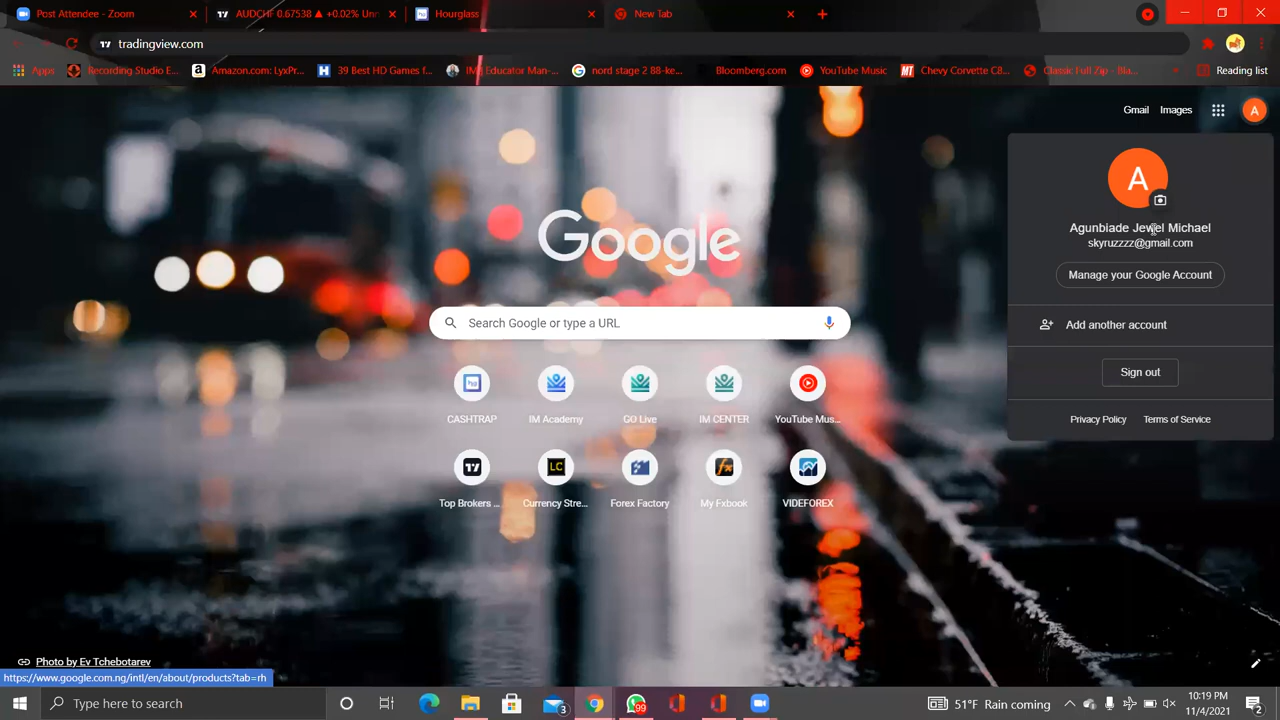 Post Attendee - Zoom
AUDCHF 0.67538 ▲ +0.02% Unn
Hourglass
New Tab
tradingview.com
Apps
Recording Studio E...
Amazon.com: LyxPr...
39 Best HD Games f...
IM | Educator Man-...
nord stage 2 88-ke...
Bloomberg.com
YouTube Music
Chevy Corvette C8...
Classic Full Zip - Bla...
Reading list
Gmail
Images
A
A
Agunbiade Jewel Michael
skyruzzzz@gmail.com
Manage your Google Account
Add another account
Sign out
Privacy Policy
Terms of Service
Google
Search Google or type a URL
CASHTRAP
IM Academy
GO Live
IM CENTER
YouTube Mus...
Top Brokers ...
Currency Stre...
Forex Factory
My Fxbook
VIDEFOREX
Photo by Ev Tchebotarev
https://www.google.com.ng/intl/en/about/products?tab=rh
Type here to search
3
99
51°F Rain coming
10:19 PM
11/4/2021
2